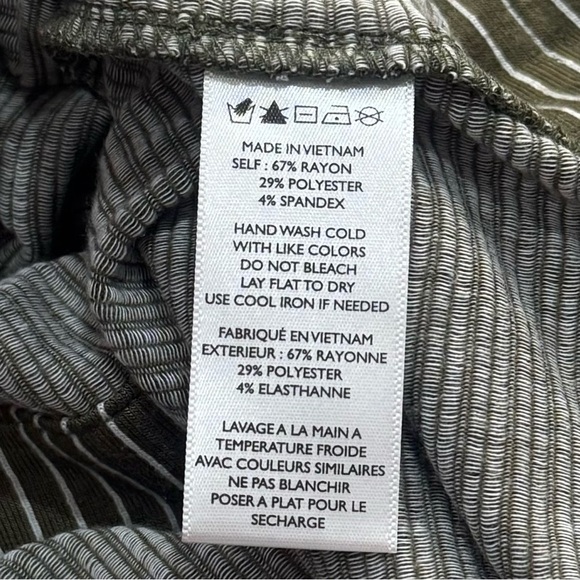 MADE IN VIETNAM
SELF : 67% RAYON
29% POLYESTER
4% SPANDEX
HAND WASH COLD
WITH LIKE COLORS
DO NOT BLEACH
LAY FLAT TO DRY
USE COOL IRON IF NEEDED
FABRIQUÉ EN VIETNAM
EXTERIEUR : 67% RAYONNE
29% POLYESTER
4% ELASTHANNE
LAVAGE A LA MAIN A
TEMPERATURE FROIDE
AVAC COULEURS SIMILAIRES
NE PAS BLANCHIR
POSER A PLAT POUR LE
SECHARGE